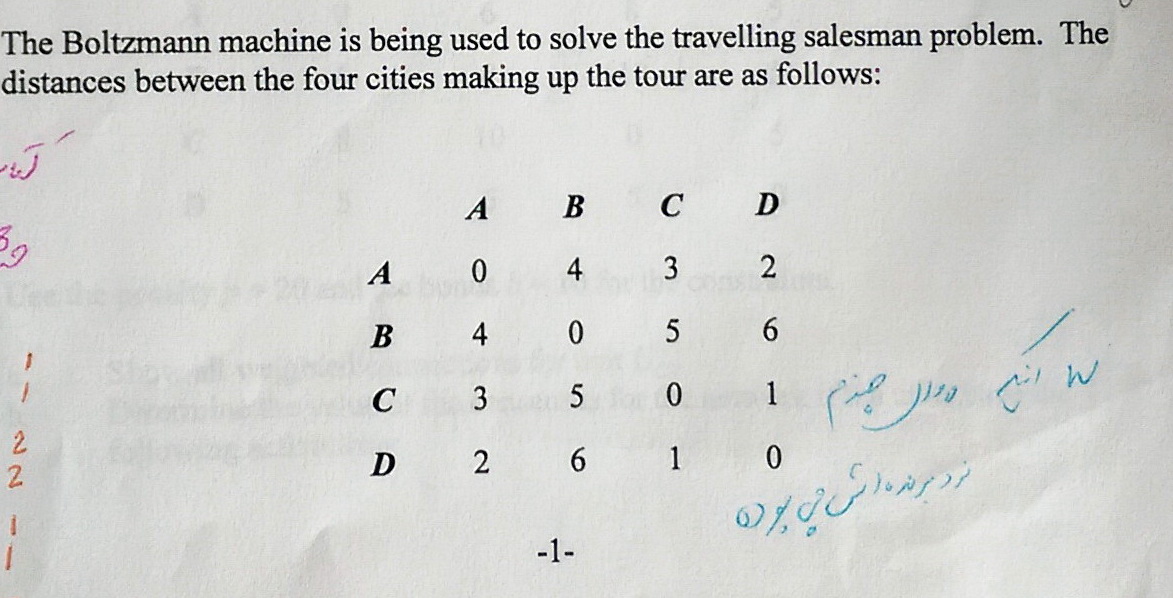 The Boltzmann machine is being used to solve the travelling salesman problem. The
distances between the four cities making up the tour are as follows:
A B C D
A 0 4 3 2
B 4 0 5 6
C 3 5 0 1
D 2 6 1 0
1
1
2
2
1
1
-1-